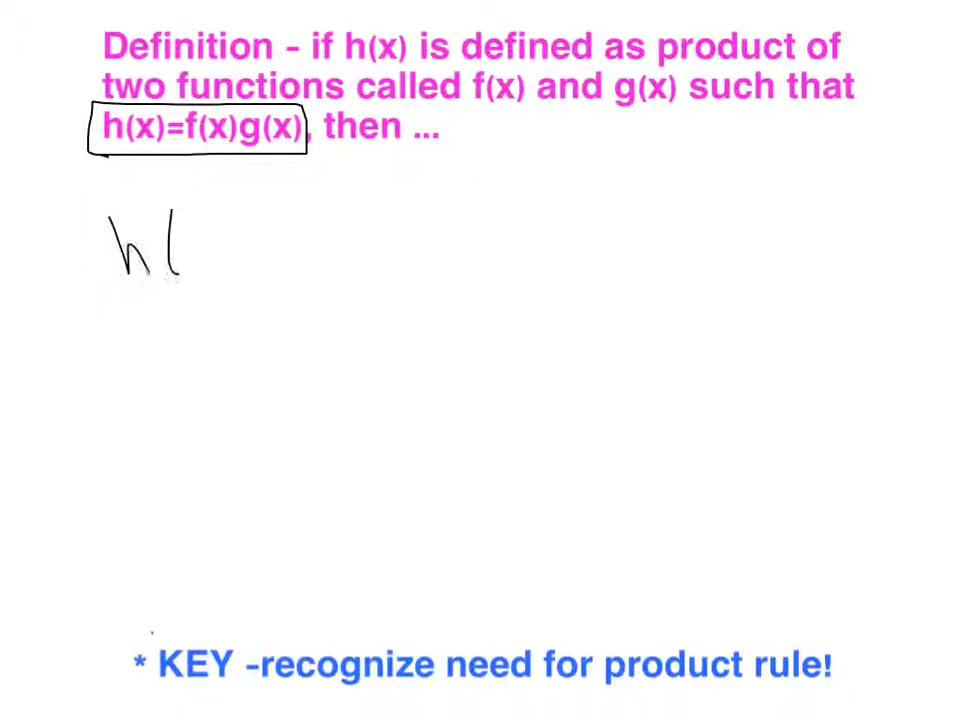 Definition - if h(x) is defined as product of
two functions called f(x) and g(x) such that
h(x)=f(x)g(x), then ...
h(
* KEY -recognize need for product rule!